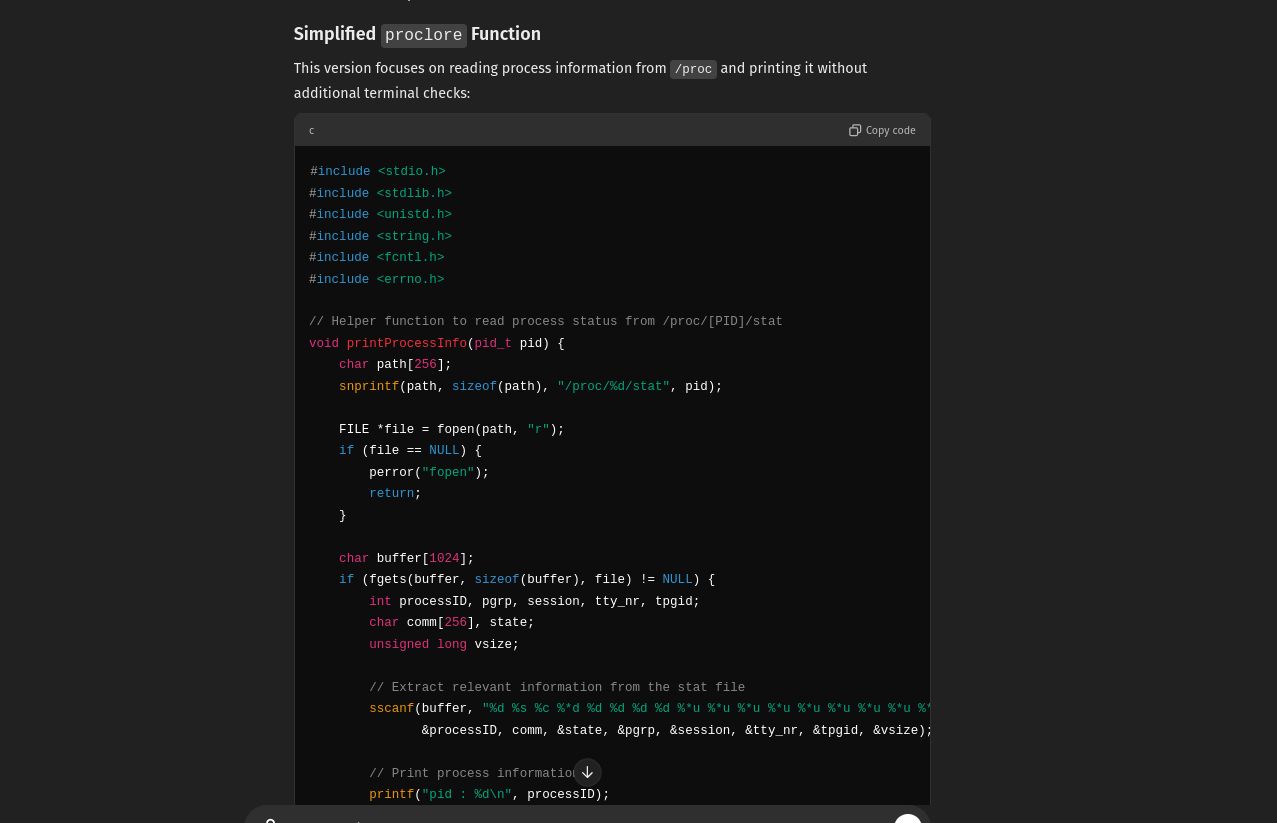 Simplified proclore Function
This version focuses on reading process information from /proc and printing it without
additional terminal checks:
c Copy code
#include <stdio.h>
#include <stdlib.h>
#include <unistd.h>
#include <string.h>
#include <fcntl.h>
#include <errno.h>
// Helper function to read process status from /proc/[PID]/stat
void printProcessInfo(pid_t pid) {
    char path[256];
    snprintf(path, sizeof(path), "/proc/%d/stat", pid);
    FILE *file = fopen(path, "r");
    if (file == NULL) {
        perror("fopen");
        return;
    }
    char buffer[1024];
    if (fgets(buffer, sizeof(buffer), file) != NULL) {
        int processID, pgrp, session, tty_nr, tpgid;
        char comm[256], state;
        unsigned long vsize;
        // Extract relevant information from the stat file
        sscanf(buffer, "%d %s %c %*d %d %d %d %d %*u %*u %*u %*u %*u %*u %*u %*u %*
               &processID, comm, &state, &pgrp, &session, &tty_nr, &tpgid, &vsize);
        // Print process information
        printf("pid : %d\n", processID);